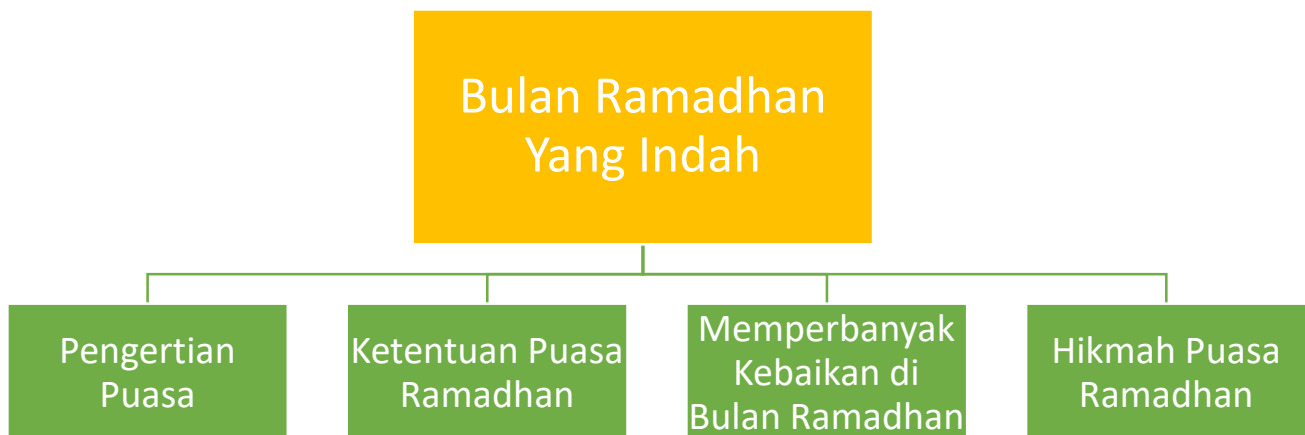 Bulan Ramadhan
Yang Indah
Pengertian
Puasa
Ketentuan Puasa
Ramadhan
Memperbanyak
Kebaikan di
Bulan Ramadhan
Hikmah Puasa
Ramadhan